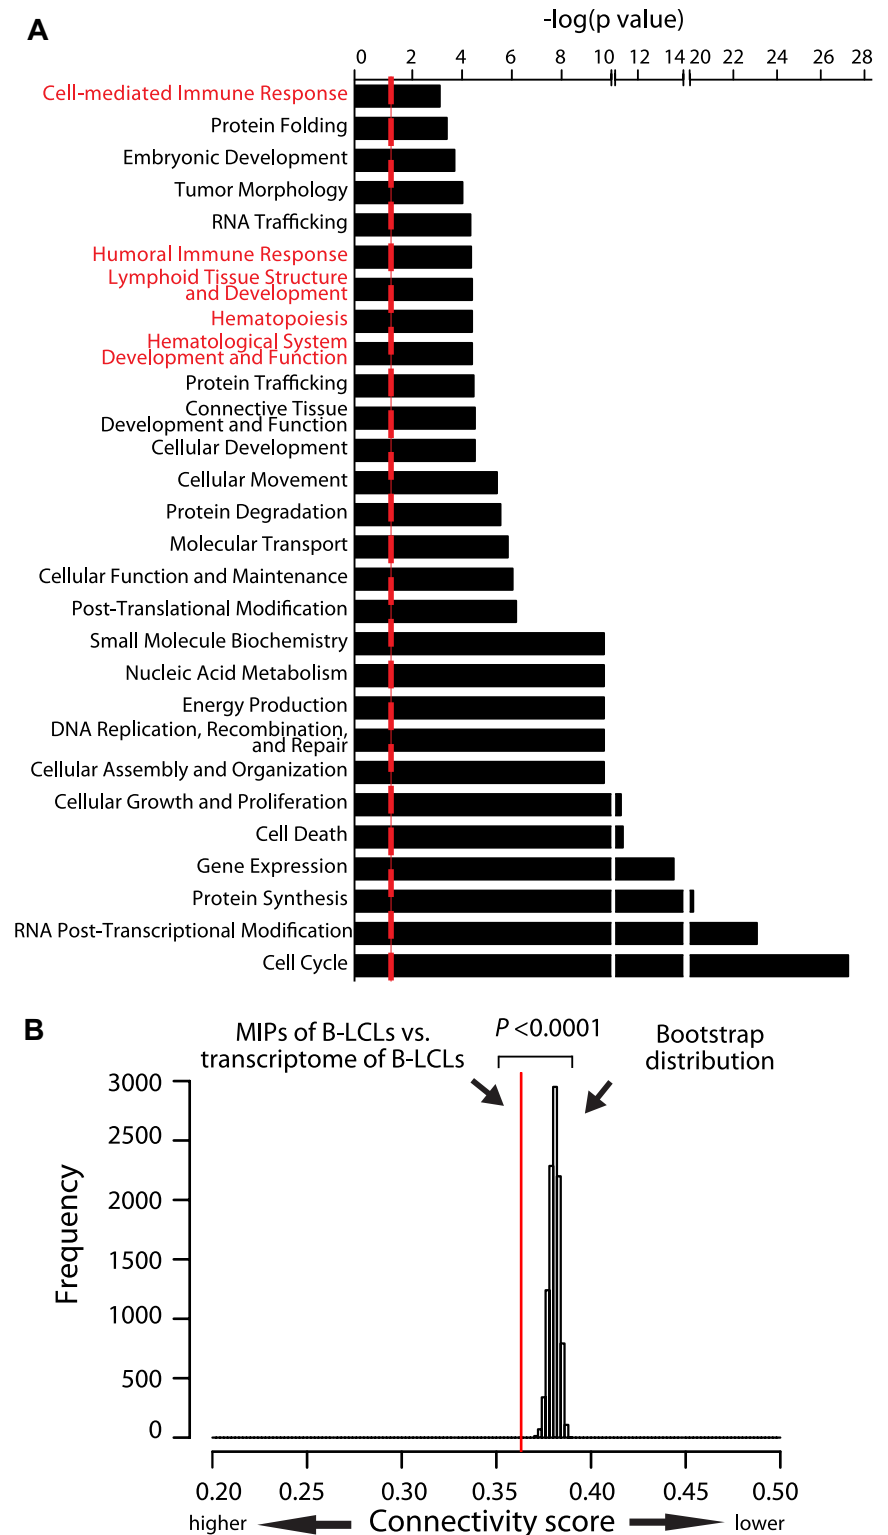 A
-log(p value)
0 2 4 6 8 10 12 14 20 22 24 26 28
Cell-mediated Immune Response
Protein Folding
Embryonic Development
Tumor Morphology
RNA Trafficking
Humoral Immune Response
Lymphoid Tissue Structure
and Development
Hematopoiesis
Hematological System
Development and Function
Protein Trafficking
Connective Tissue
Development and Function
Cellular Development
Cellular Movement
Protein Degradation
Molecular Transport
Cellular Function and Maintenance
Post-Translational Modification
Small Molecule Biochemistry
Nucleic Acid Metabolism
Energy Production
DNA Replication, Recombination,
and Repair
Cellular Assembly and Organization
Cellular Growth and Proliferation
Cell Death
Gene Expression
Protein Synthesis
RNA Post-Transcriptional Modification
Cell Cycle
B
MIPs of B-LCLs vs.
transcriptome of B-LCLs
P <0.0001
Bootstrap
distribution
Frequency
3000
2500
2000
1500
1000
500
0
0.20 0.25 0.30 0.35 0.40 0.45 0.50
higher Connectivity score lower